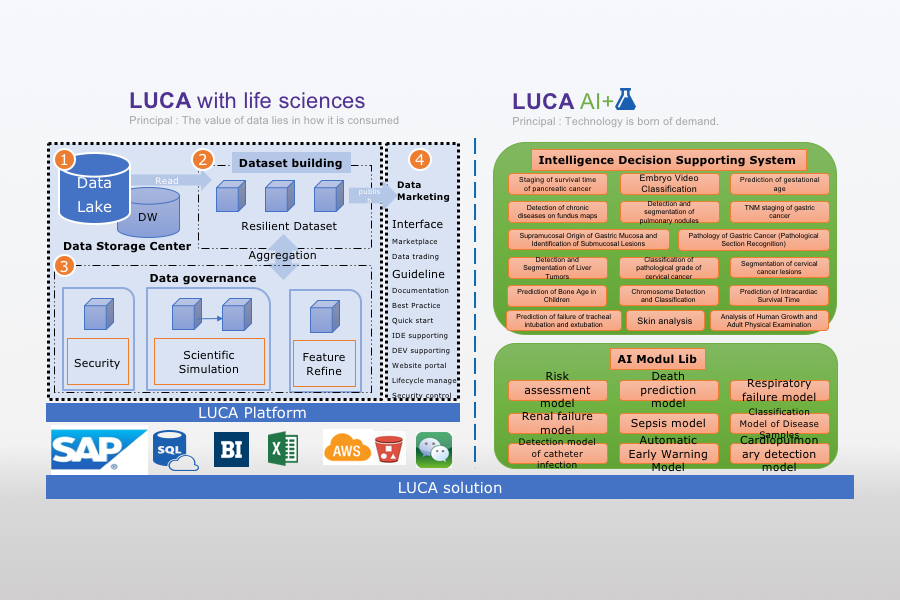 LUCA with life sciences
Principal : The value of data lies in how it is consumed
1
Data
Lake
Read
DW
Data Storage Center
2
Dataset building
Resilient Dataset
Aggregation
3
Data governance
Security
Scientific
Simulation
Feature
Refine
4
Data
Marketing
Interface
Marketplace
Data trading
Guideline
Documentation
Best Practice
Quick start
IDE supporting
DEV supporting
Website portal
Lifecycle manage
Security control
LUCA Platform
SAP
®
SQL
BI
X
AWS
LUCA solution
LUCA AI+
Principal : Technology is born of demand.
Intelligence Decision Supporting System
Staging of survival time
of pancreatic cancer
Embryo Video
Classification
Prediction of gestational
age
Detection of chronic
diseases on fundus maps
Detection and
segmentation of
pulmonary nodules
TNM staging of gastric
cancer
Supramucosal Origin of Gastric Mucosa and
Identification of Submucosal Lesions
Pathology of Gastric Cancer (Pathological
Section Recognition)
Detection and
Segmentation of Liver
Tumors
Classification of
pathological grade of
cervical cancer
Segmentation of cervical
cancer lesions
Prediction of Bone Age in
Children
Chromosome Detection
and Classification
Prediction of Intracardiac
Survival Time
Prediction of failure of tracheal
intubation and extubation
Skin analysis
Analysis of Human Growth and
Adult Physical Examination
AI Modul Lib
Risk
assessment
model
Death
prediction
model
Respiratory
failure model
Renal failure
model
Sepsis model
Classification
Model of Disease
Samples
Detection model
of catheter
infection
Automatic
Early Warning
Model
Cardiopulmon
ary detection
model